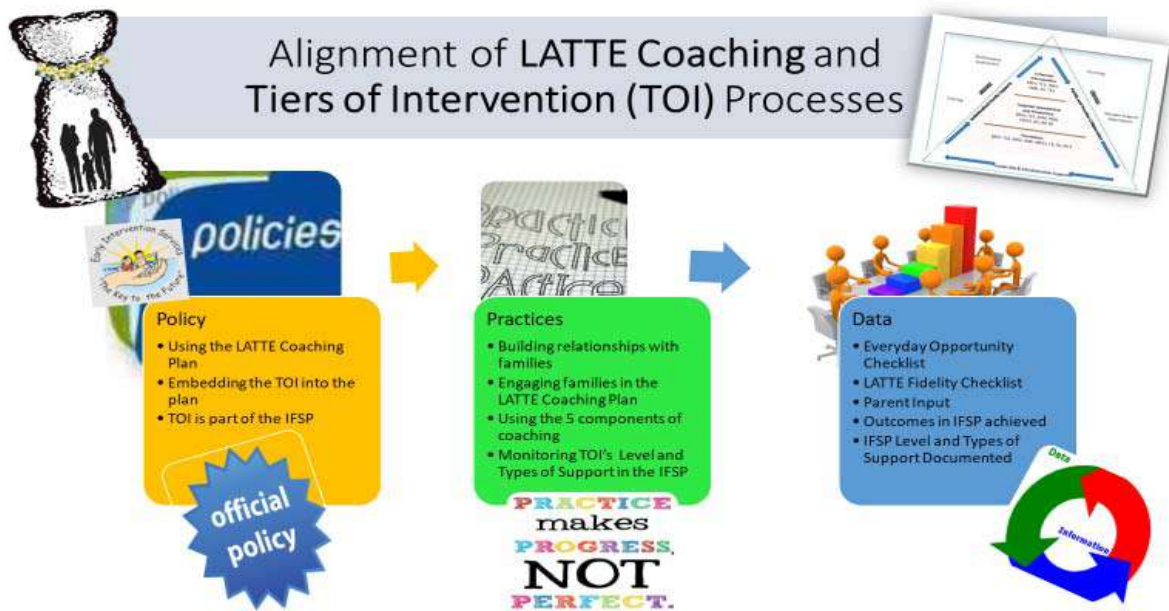 Alignment of LATTE Coaching and
Tiers of Intervention (TOI) Processes
policies
Early Intervention Services
"The Key to the Future"
Policy
• Using the LATTE Coaching
Plan
• Embedding the TOI into the
plan
• TOI is part of the IFSP
official
policy
Practice
Practice
Practice
Practices
• Building relationships with
families
• Engaging families in the
LATTE Coaching Plan
• Using the 5 components of
coaching
• Monitoring TOI's Level and
Types of Support in the IFSP
PRACTICE
makes
PROGRESS,
NOT
PERFECT.
Data
• Everyday Opportunity
Checklist
• LATTE Fidelity Checklist
• Parent Input
• Outcomes in IFSP achieved
• IFSP Level and Types of
Support Documented
Data
Information